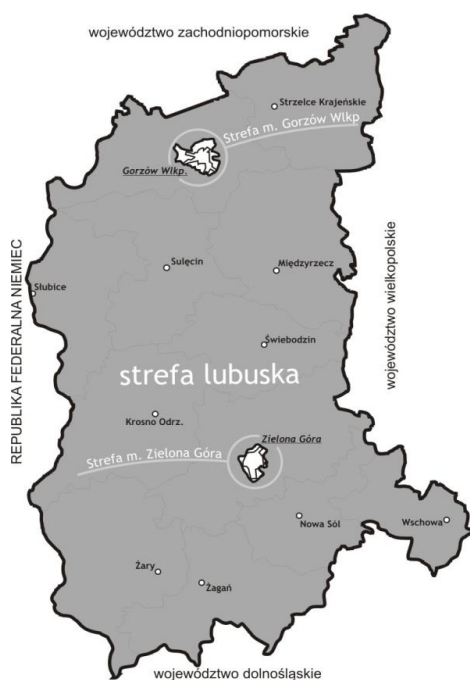 województwo zachodniopomorskie
Strzelce Krajeńskie
Strefa m. Gorzów Wlkp
Gorzów Wlkp.
Sulęcin
Międzyrzecz
Słubice
REPUBLIKA FEDERALNA NIEMIEC
województwo wielkopolskie
Świebodzin
strefa lubuska
Krosno Odrz.
Zielona Góra
Strefa m. Zielona Góra
Nowa Sól
Wschowa
Żary
Żagań
województwo dolnośląskie